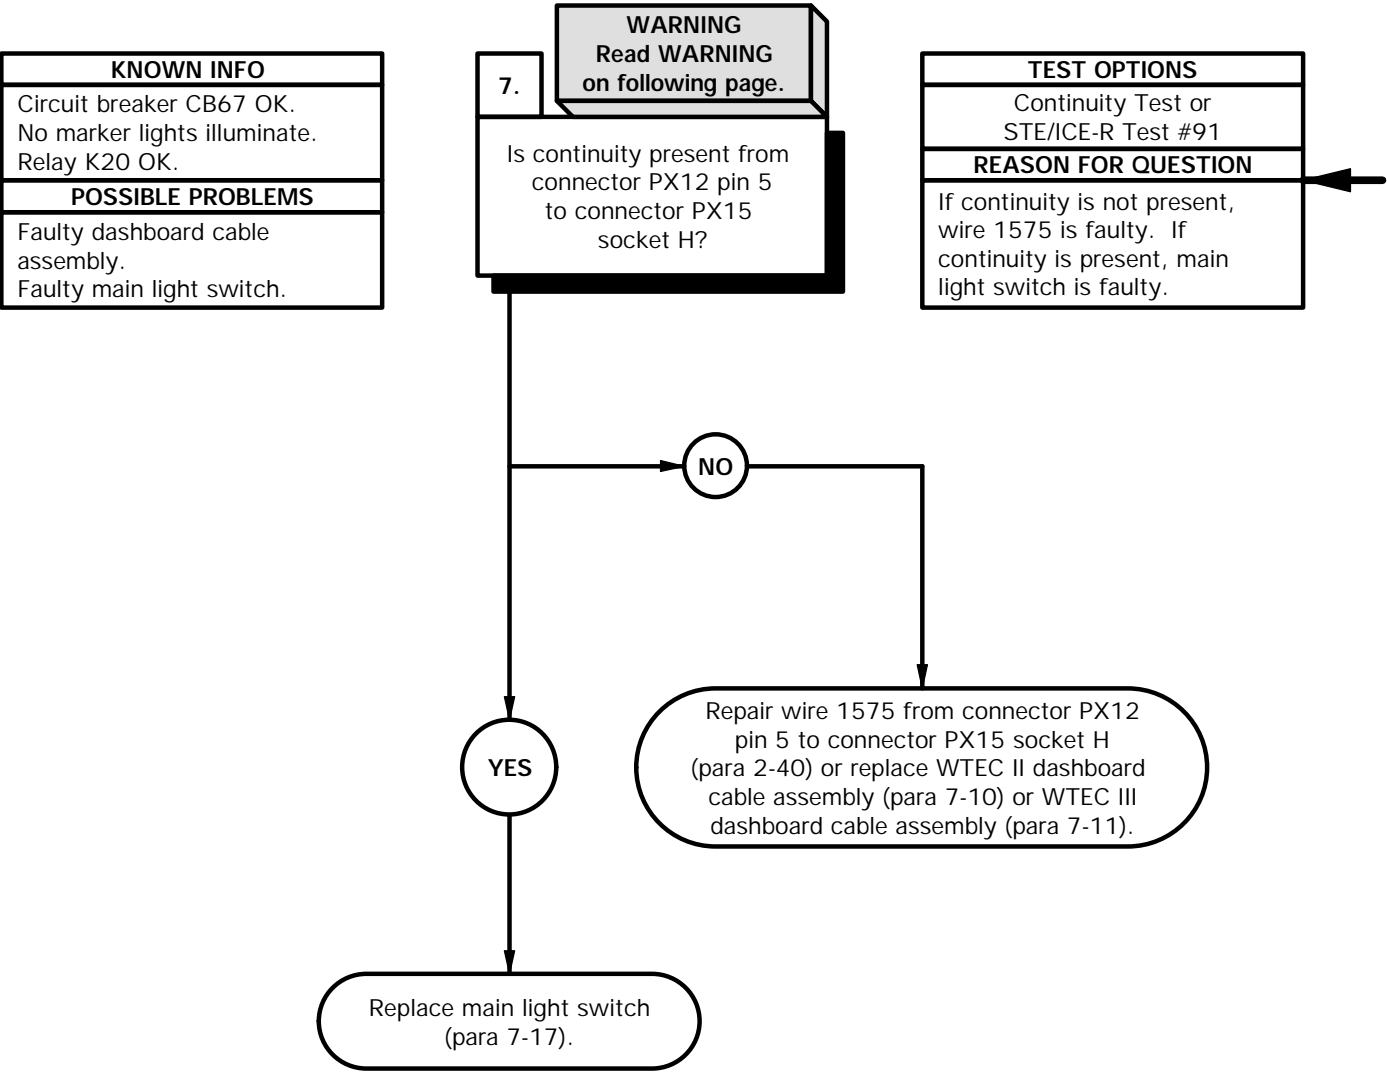 KNOWN INFO
Circuit breaker CB67 OK.
No marker lights illuminate.
Relay K20 OK.
POSSIBLE PROBLEMS
Faulty dashboard cable
assembly.
Faulty main light switch.
7.
WARNING
Read WARNING
on following page.
Is continuity present from
connector PX12 pin 5
to connector PX15
socket H?
TEST OPTIONS
Continuity Test or
STE/ICE-R Test #91
REASON FOR QUESTION
If continuity is not present,
wire 1575 is faulty.  If
continuity is present, main
light switch is faulty.
NO
Repair wire 1575 from connector PX12
pin 5 to connector PX15 socket H
(para 2-40) or replace WTEC II dashboard
cable assembly (para 7-10) or WTEC III
dashboard cable assembly (para 7-11).
YES
Replace main light switch
(para 7-17).